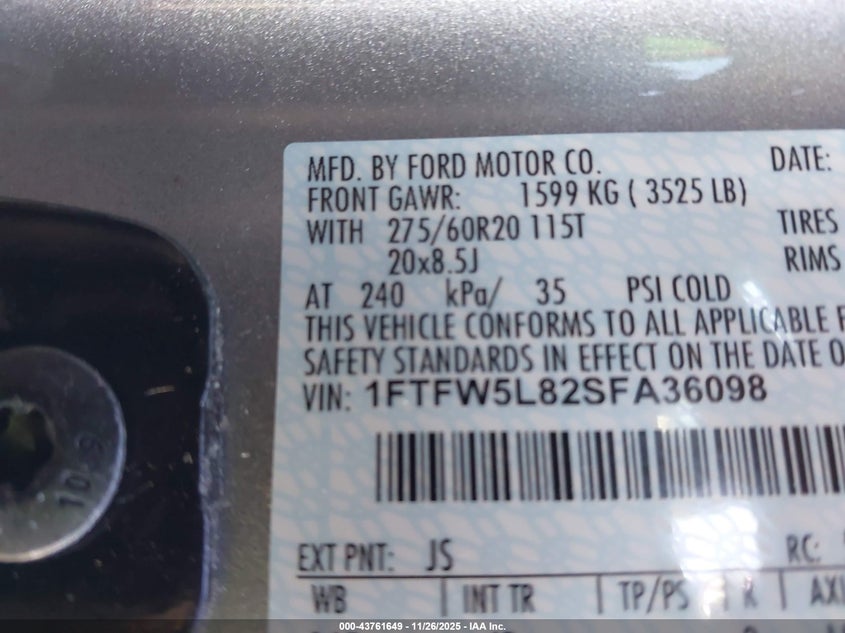 MFD. BY FORD MOTOR CO. DATE:
FRONT GAWR: 1599 KG ( 3525 LB)
WITH 275/60R20 115T TIRES
20x8.5J RIMS
AT 240 kPa/ 35 PSI COLD
THIS VEHICLE CONFORMS TO ALL APPLICABLE
SAFETY STANDARDS IN EFFECT ON THE DATE
VIN: 1FTFW5L82SFA36098
10.9
EXT PNT: JS RC:
WB INT TR TP/PS R
000-43761649 - 11/26/2025 - IAA Inc.